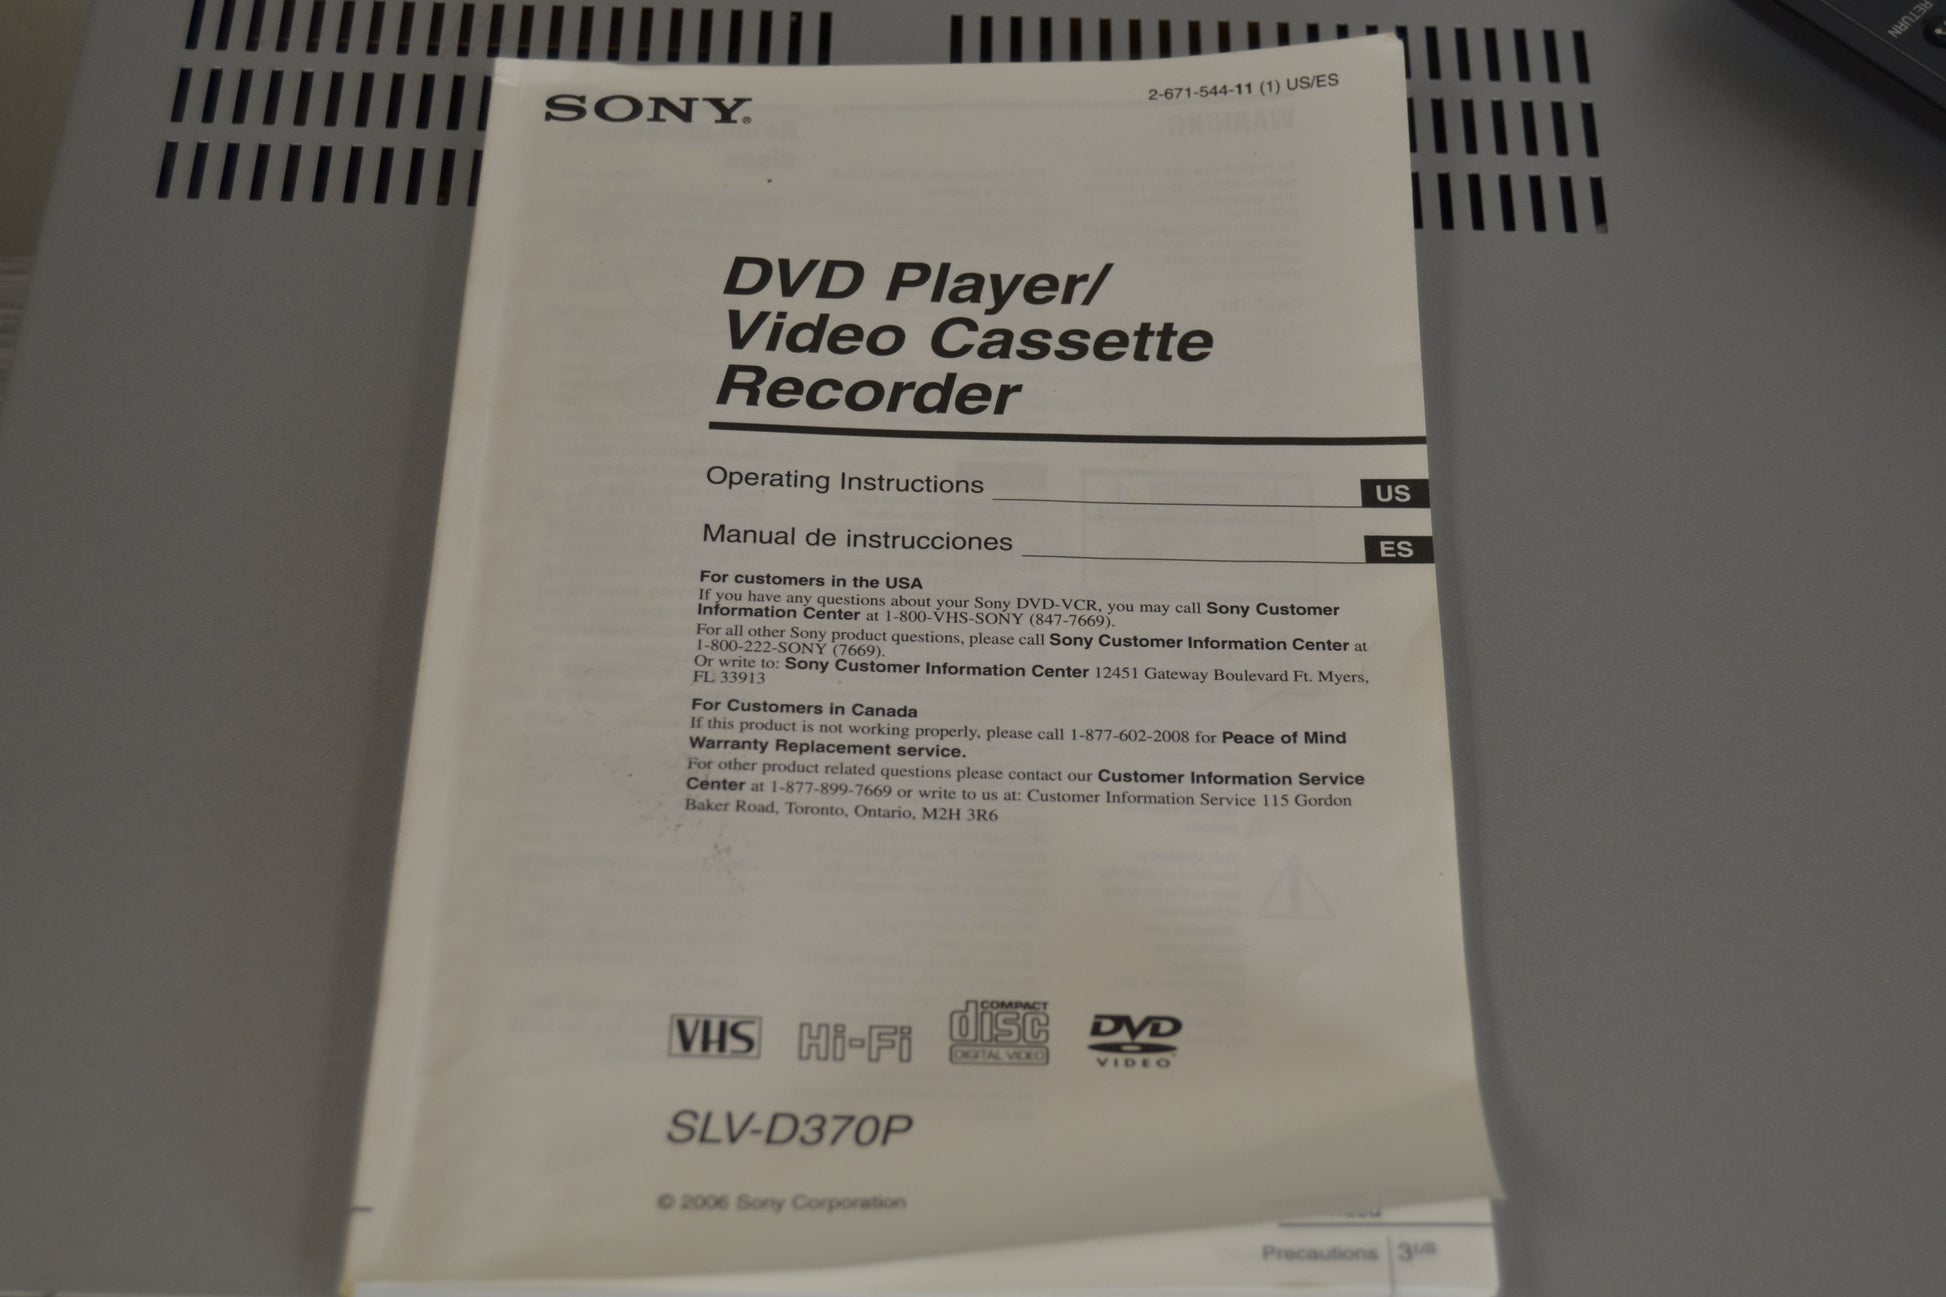 SONY®
2-671-544-11 (1) US/ES
DVD Player/
Video Cassette
Recorder
Operating Instructions US
Manual de instrucciones ES
For customers in the USA
If you have any questions about your Sony DVD-VCR, you may call Sony Customer
Information Center at 1-800-VHS-SONY (847-7669).
For all other Sony product questions, please call Sony Customer Information Center at
1-800-222-SONY (7669).
Or write to: Sony Customer Information Center 12451 Gateway Boulevard Ft. Myers,
FL 33913
For Customers in Canada
If this product is not working properly, please call 1-877-602-2008 for Peace of Mind
Warranty Replacement service.
For other product related questions please contact our Customer Information Service
Center at 1-877-899-7669 or write to us at: Customer Information Service 115 Gordon
Baker Road, Toronto, Ontario, M2H 3R6
VHS Hi-Fi COMPACT disc DIGITAL VIDEO DVD VIDEO
SLV-D370P
© 2006 Sony Corporation
Precautions 3US
RETURN